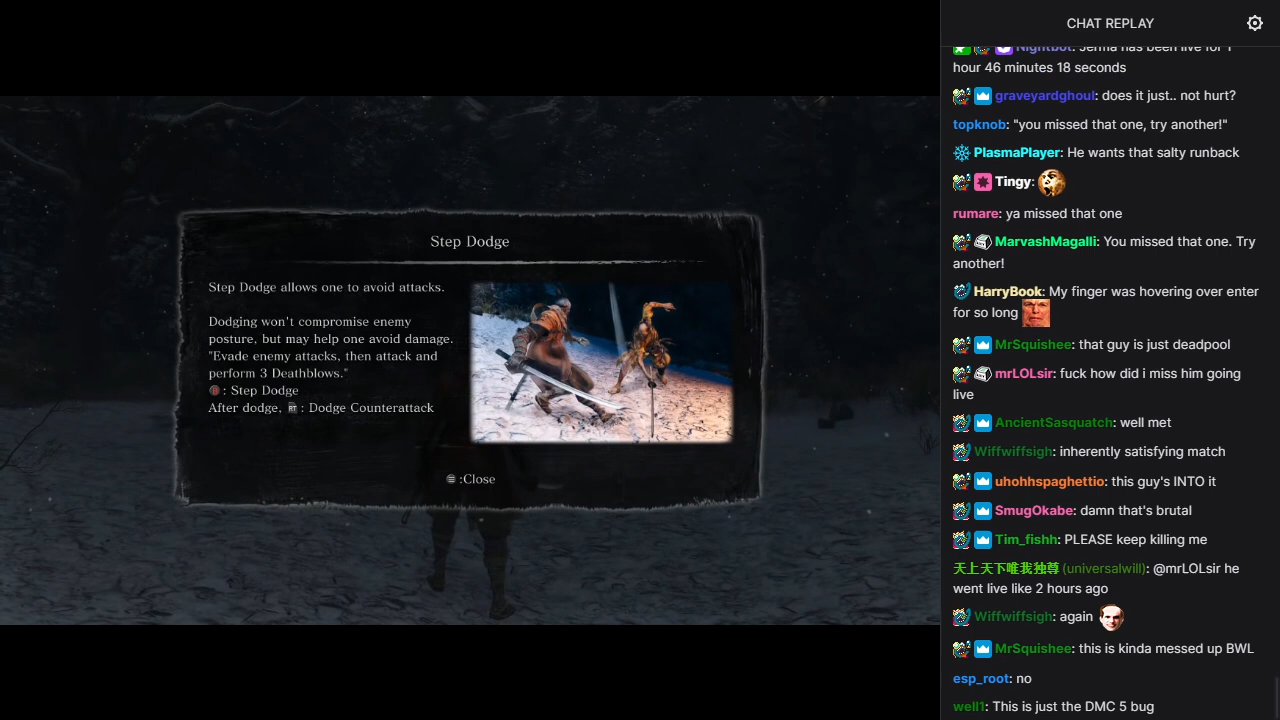 Step Dodge
Step Dodge allows one to avoid attacks.
Dodging won't compromise enemy
posture, but may help one avoid damage.
"Evade enemy attacks, then attack and
perform 3 Deathblows."
B: Step Dodge
After dodge, RT: Dodge Counterattack
:Close
CHAT REPLAY
Nightbot: Jerma has been live for 1
hour 46 minutes 18 seconds
graveyardghoul: does it just.. not hurt?
topknob: "you missed that one, try another!"
PlasmaPlayer: He wants that salty runback
Tingy:
rumare: ya missed that one
MarvashMagalli: You missed that one. Try
another!
HarryBook: My finger was hovering over enter
for so long
MrSquishee: that guy is just deadpool
mrLOLsir: fuck how did i miss him going
live
AncientSasquatch: well met
Wiffwiffsigh: inherently satisfying match
uhohhspaghettio: this guy's INTO it
SmugOkabe: damn that's brutal
Tim_fishh: PLEASE keep killing me
天上天下唯我独尊 (universalwill): @mrLOLsir he
went live like 2 hours ago
Wiffwiffsigh: again
MrSquishee: this is kinda messed up BWL
esp_root: no
well1: This is just the DMC 5 bug